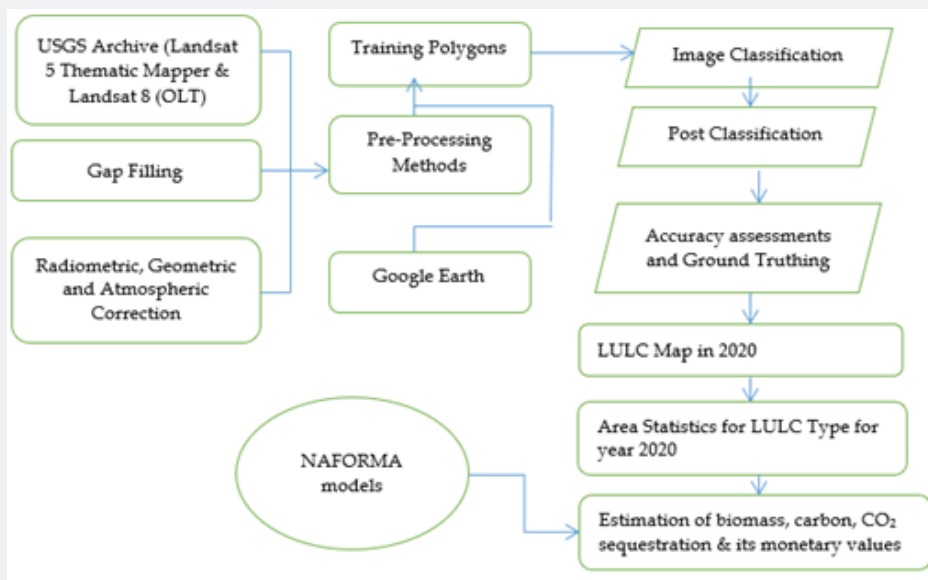 USGS Archive (Landsat
5 Thematic Mapper &
Landsat 8 (OLT)
Gap Filling
Radiometric, Geometric
and Atmospheric
Correction
Training Polygons
Pre-Processing
Methods
Google Earth
Image Classification
Post Classification
Accuracy assessments
and Ground Truthing
LULC Map in 2020
Area Statistics for LULC Type for
year 2020
NAFORMA
models
Estimation of biomass, carbon, CO₂
sequestration & its monetary values